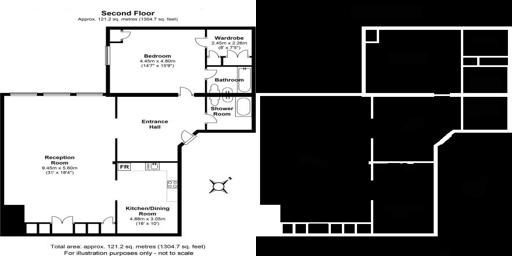 Second Floor
Approx. 121.2 sq. metres (1304.7 sq. feet)
Wardrobe
2.45m x 2.26m
(8' x 7'5")
Bedroom
4.45m x 4.80m
(14'7" x 15'9")
Bathroom
Shower
Room
Entrance
Hall
Reception
Room
9.45m x 5.60m
(31' x 18'4")
FR
Kitchen/Dining
Room
4.88m x 3.05m
(16' x 10')
Total area: approx. 121.2 sq. metres (1304.7 sq. feet)
For illustration purposes only - not to scale